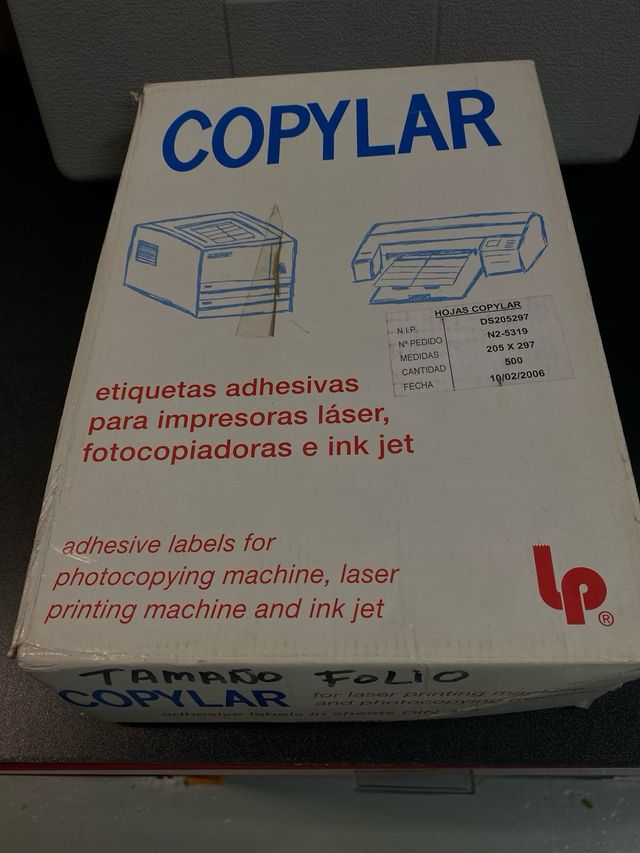 COPYLAR
HOJAS COPYLAR
N.I.P. DS205297
Nº PEDIDO N2-5319
MEDIDAS 205 X 297
CANTIDAD 500
FECHA 10/02/2006
etiquetas adhesivas
para impresoras láser,
fotocopiadoras e ink jet
adhesive labels for
photocopying machine, laser
printing machine and ink jet
LP®
TAMAÑO FOLIO
COPYLAR
for laser printing
and photocopying
adhesive labels in sheets DIN